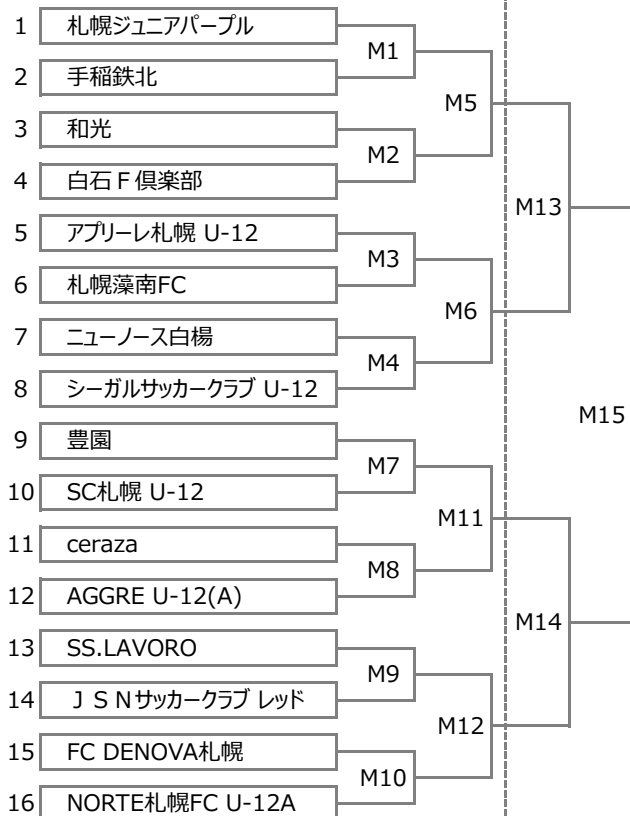 1 札幌ジュニアパープル
M1
2 手稲鉄北
M5
3 和光
M2
4 白石Ｆ倶楽部
M13
5 アプリーレ札幌 U-12
M3
6 札幌藻南FC
M6
7 ニューノース白楊
M4
8 シーガルサッカークラブ U-12
M15
9 豊園
M7
10 SC札幌 U-12
M11
11 ceraza
M8
12 AGGRE U-12(A)
M14
13 SS.LAVORO
M9
14 ＪＳＮサッカークラブ レッド
M12
15 FC DENOVA札幌
M10
16 NORTE札幌FC U-12A